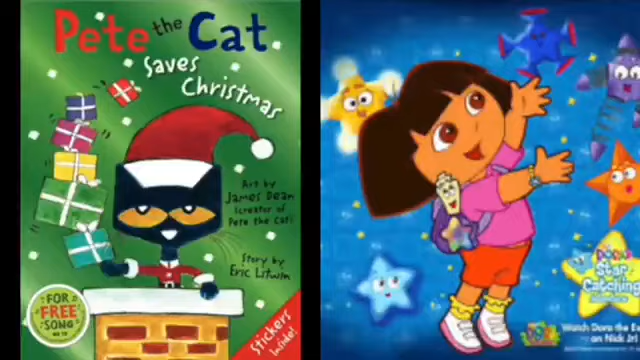 Pete the Cat
Saves
Christmas
Art by
James Dean
(creator of
Pete the Cat)
Story by
Eric Litwin
FOR
FREE
SONG
Stickers
Inside!
Star
Catching
Watch Dora the Ex
on Nick Jr